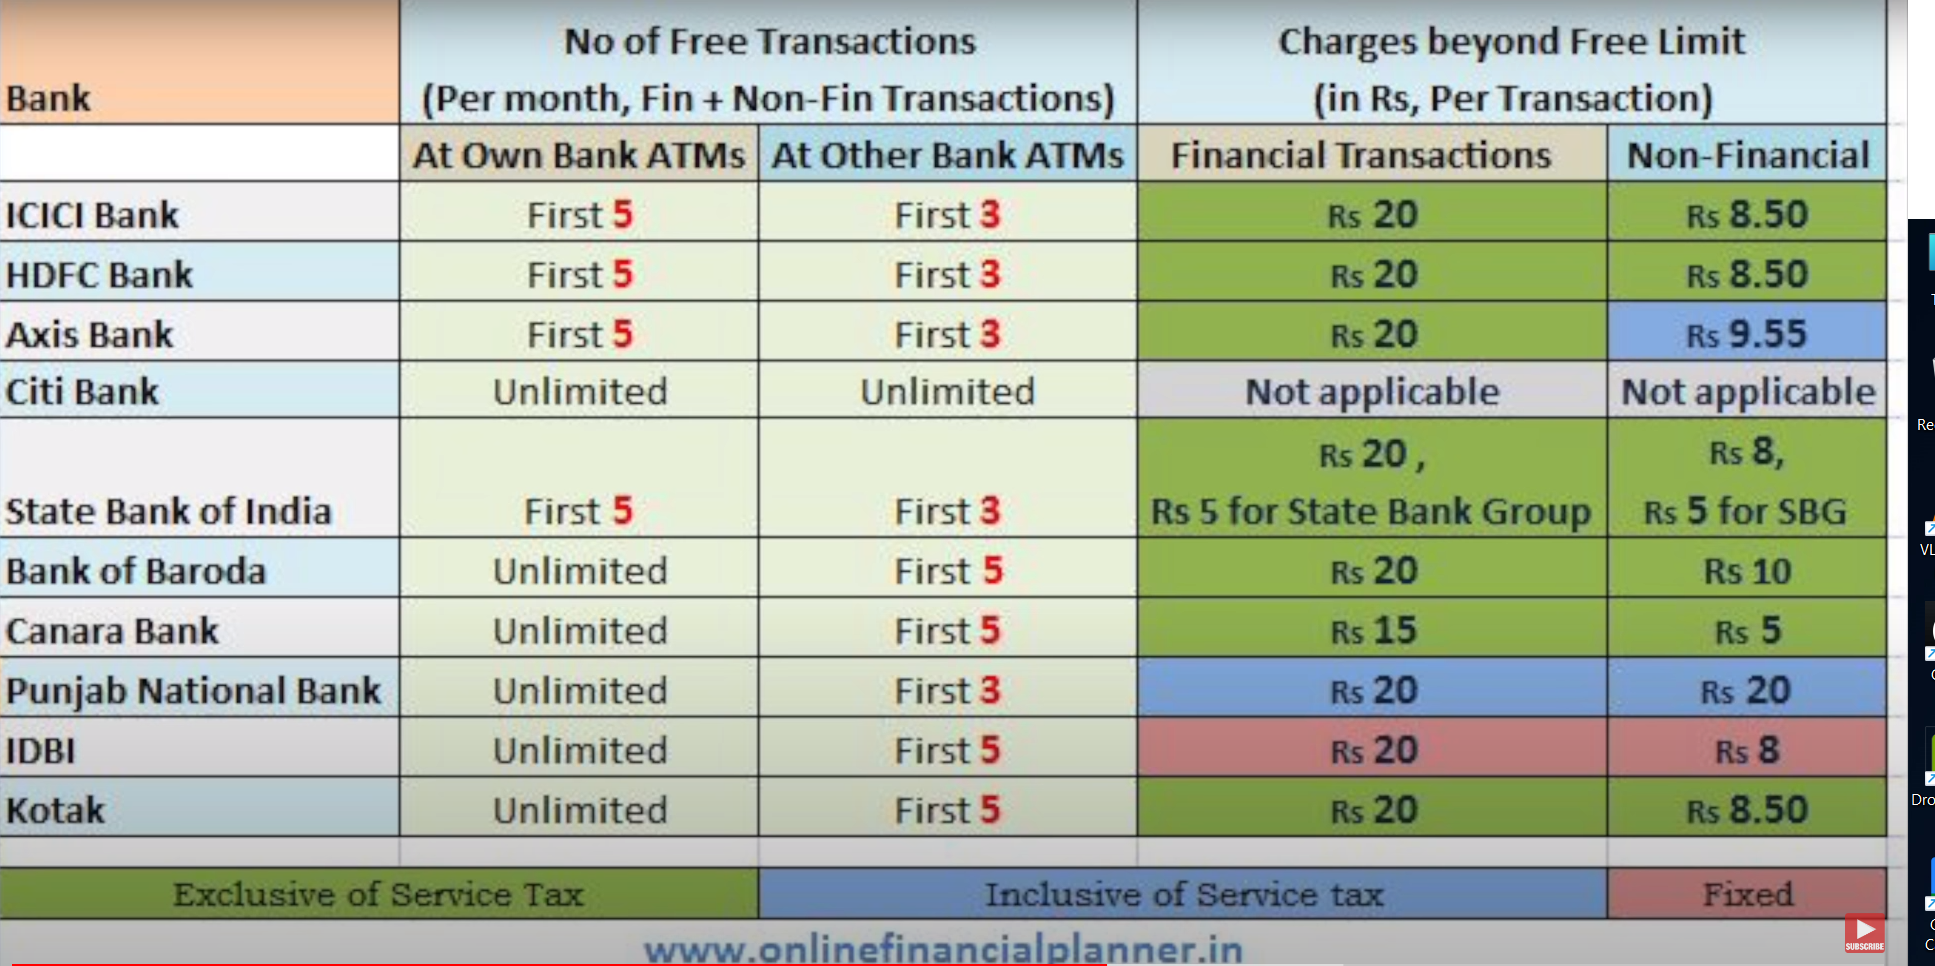 No of Free Transactions
Charges beyond Free Limit
Bank
(Per month, Fin + Non-Fin Transactions)
(in Rs, Per Transaction)
At Own Bank ATMs At Other Bank ATMs Financial Transactions Non-Financial
ICICI Bank First 5 First 3 Rs 20 Rs 8.50
HDFC Bank First 5 First 3 Rs 20 Rs 8.50
Axis Bank First 5 First 3 Rs 20 Rs 9.55
Citi Bank Unlimited Unlimited Not applicable Not applicable
Rs 20 , Rs 8,
State Bank of India First 5 First 3 Rs 5 for State Bank Group Rs 5 for SBG
Bank of Baroda Unlimited First 5 Rs 20 Rs 10
Canara Bank Unlimited First 5 Rs 15 Rs 5
Punjab National Bank Unlimited First 3 Rs 20 Rs 20
IDBI Unlimited First 5 Rs 20 Rs 8
Kotak Unlimited First 5 Rs 20 Rs 8.50
Exclusive of Service Tax Inclusive of Service tax Fixed
www.onlinefinancialplanner.in
SUBSCRIBE